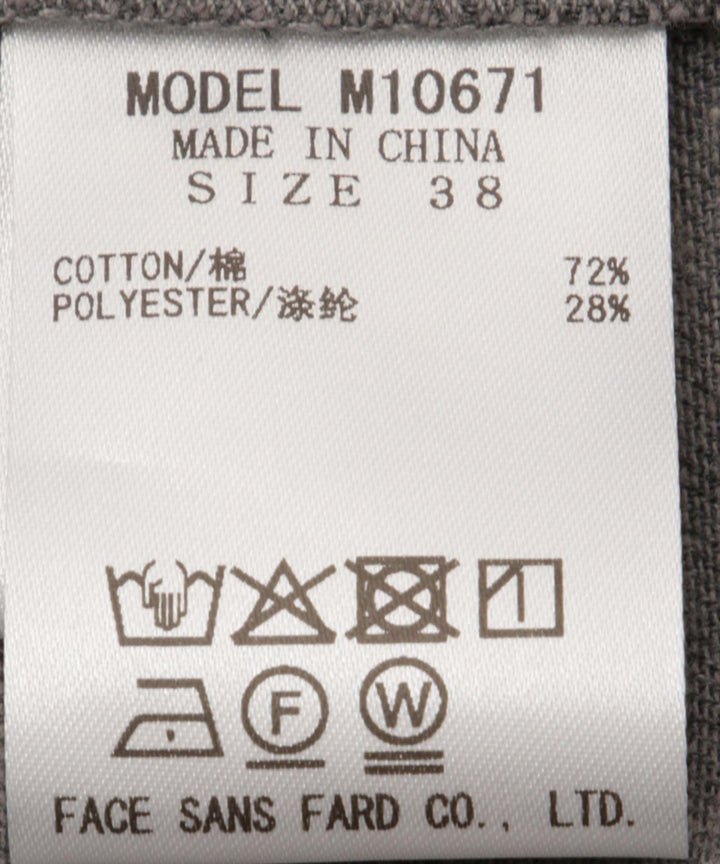 MODEL M10671
MADE IN CHINA
SIZE 38
COTTON/棉 72%
POLYESTER/涤纶 28%
F W
FACE SANS FARD CO., LTD.